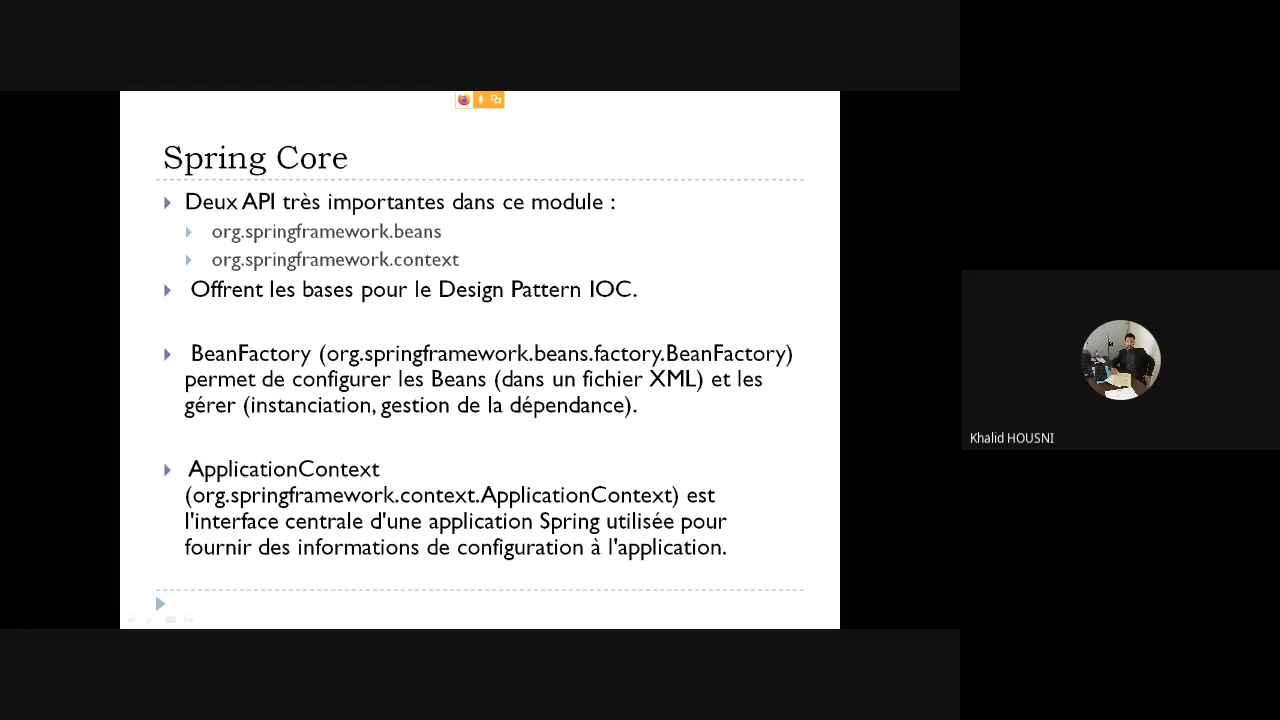 Spring Core
Deux API très importantes dans ce module :
org.springframework.beans
org.springframework.context
Offrent les bases pour le Design Pattern IOC.
BeanFactory (org.springframework.beans.factory.BeanFactory)
permet de configurer les Beans (dans un fichier XML) et les
gérer (instanciation, gestion de la dépendance).
ApplicationContext
(org.springframework.context.ApplicationContext) est
l'interface centrale d'une application Spring utilisée pour
fournir des informations de configuration à l'application.
Khalid HOUSNI